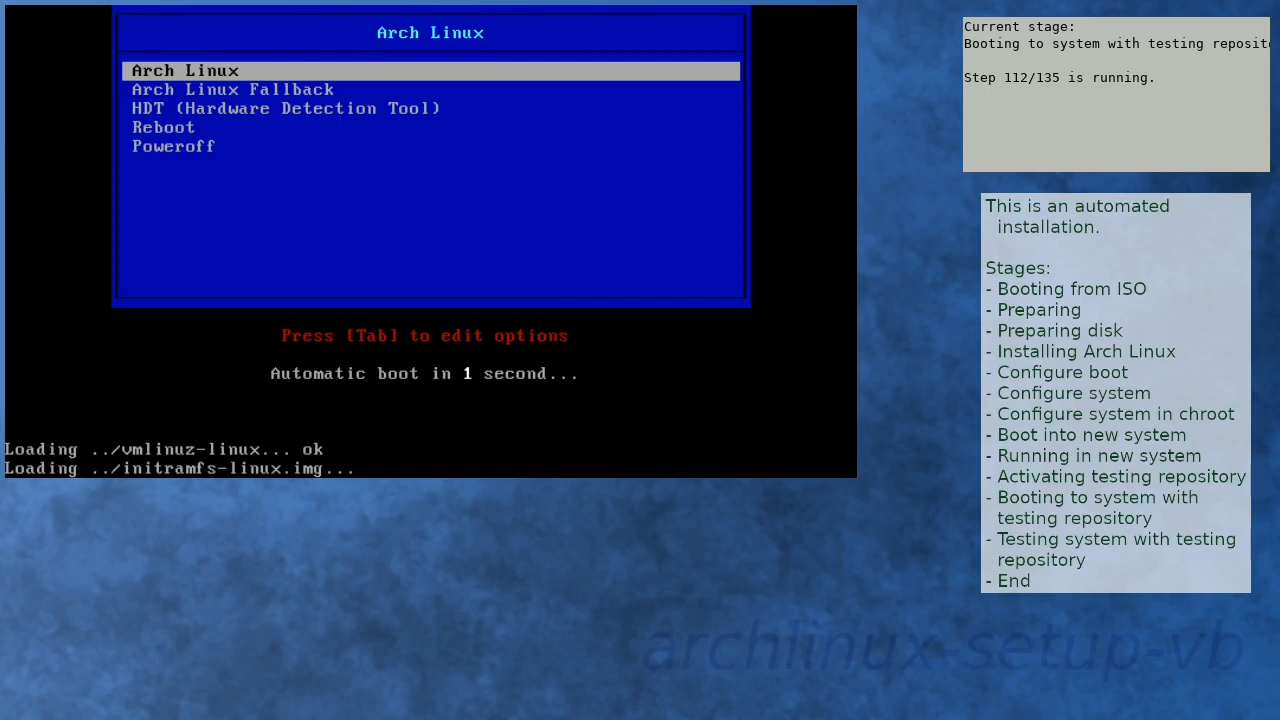 Arch Linux
Arch Linux
Arch Linux Fallback
HDT (Hardware Detection Tool)
Reboot
Poweroff
Press [Tab] to edit options
Automatic boot in 1 second...
Loading ../vmlinuz-linux... ok
Loading ../initramfs-linux.img...
Current stage:
Booting to system with testing reposito
Step 112/135 is running.
This is an automated
installation.
Stages:
- Booting from ISO
- Preparing
- Preparing disk
- Installing Arch Linux
- Configure boot
- Configure system
- Configure system in chroot
- Boot into new system
- Running in new system
- Activating testing repository
- Booting to system with
testing repository
- Testing system with testing
repository
- End
archlinux-setup-vb